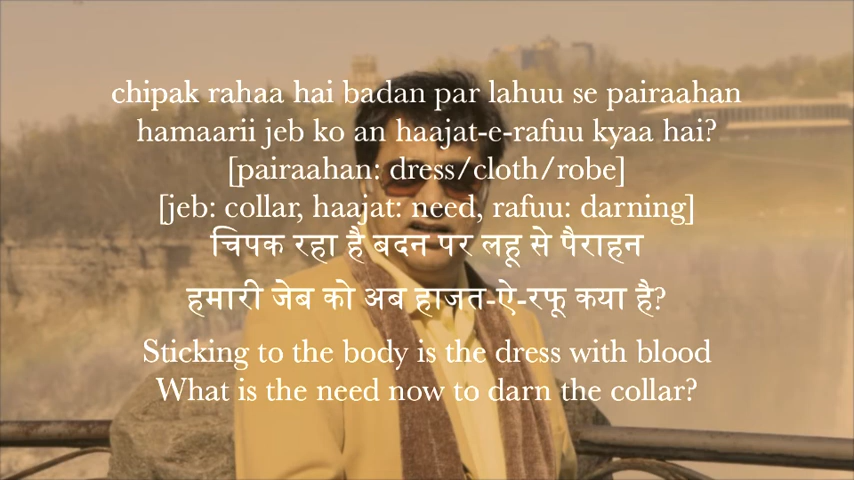 chipak rahaa hai badan par lahuu se pairaahan
hamaarii jeb ko an haajat-e-rafuu kyaa hai?
[pairaahan: dress/cloth/robe]
[jeb: collar, haajat: need, rafuu: darning]
चिपक रहा है बदन पर लहू से पैराहन
हमारी जेब को अब हाजत-ऐ-रफू कया है?
Sticking to the body is the dress with blood
What is the need now to darn the collar?